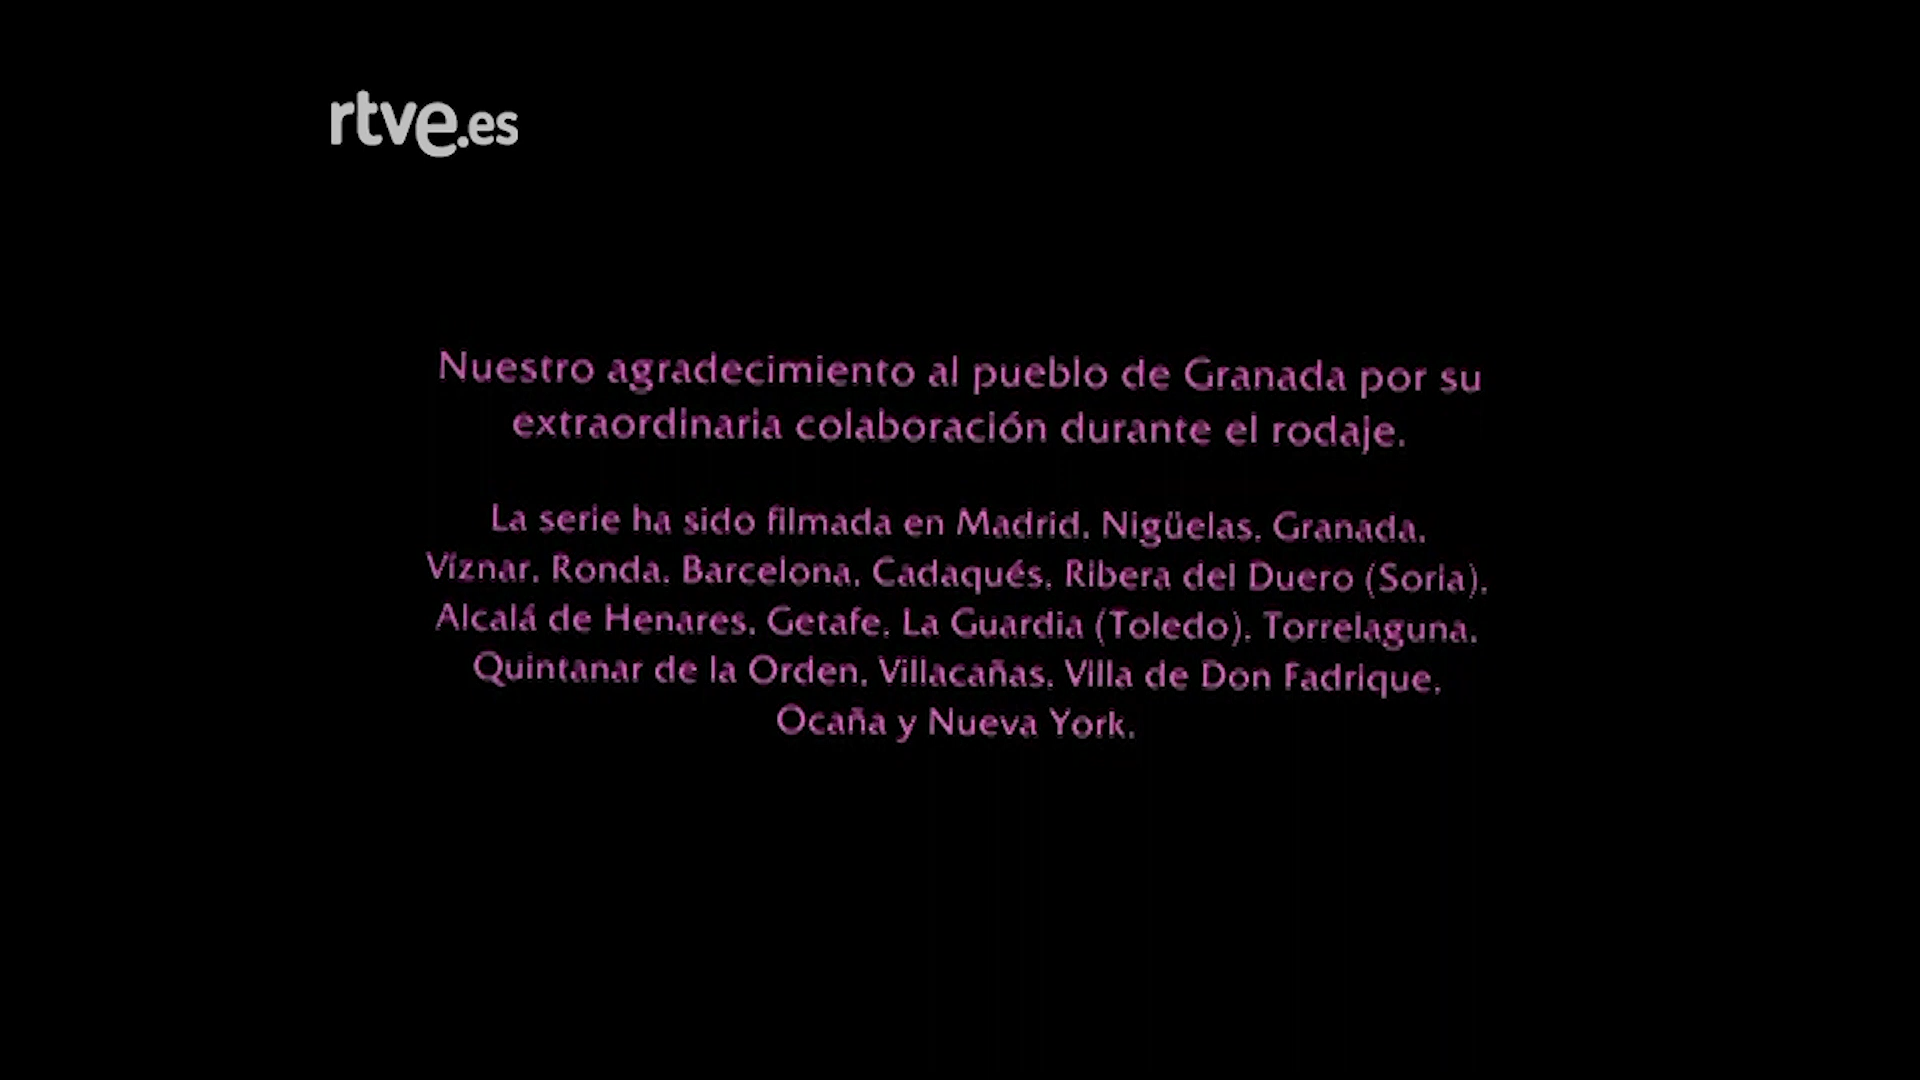 rtve.es
Nuestro agradecimiento al pueblo de Granada por su
extraordinaria colaboración durante el rodaje.
La serie ha sido filmada en Madrid, Nigüelas, Granada,
Víznar, Ronda, Barcelona, Cadaqués, Ribera del Duero (Soria),
Alcalá de Henares, Getafe, La Guardia (Toledo), Torrelaguna,
Quintanar de la Orden, Villacañas, Villa de Don Fadrique,
Ocaña y Nueva York.